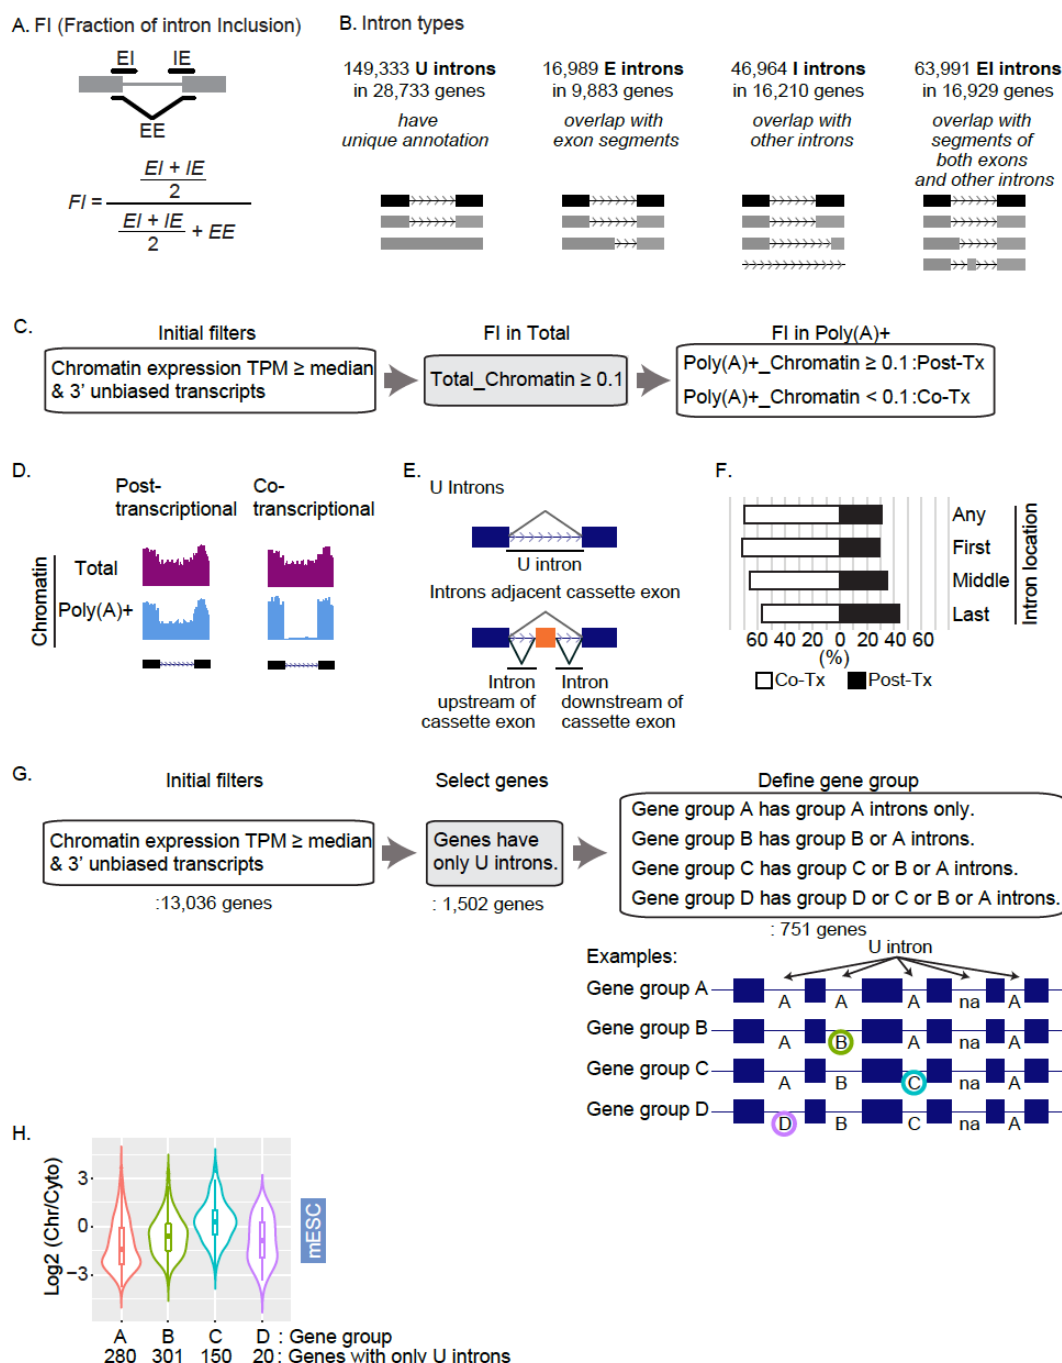 A. FI (Fraction of intron Inclusion)
EI IE
EE
FI = EI + IE
2
EI + IE
2
+ EE
B. Intron types
149,333 U introns
in 28,733 genes
have
unique annotation
16,989 E introns
in 9,883 genes
overlap with
exon segments
46,964 I introns
in 16,210 genes
overlap with
other introns
63,991 EI introns
in 16,929 genes
overlap with
segments of
both exons
and other introns
C.
Initial filters
Chromatin expression TPM ≥ median
& 3' unbiased transcripts
FI in Total
Total_Chromatin ≥ 0.1
FI in Poly(A)+
Poly(A)+_Chromatin ≥ 0.1:Post-Tx
Poly(A)+_Chromatin < 0.1:Co-Tx
D.
Post-
transcriptional
Co-
transcriptional
Chromatin
Total
Poly(A)+
E.
U Introns
U intron
Introns adjacent cassette exon
Intron
upstream of
cassette exon
Intron
downstream of
cassette exon
F.
Any
First
Middle
Last
Intron location
60 40 20 0 20 40 60
(%)
Co-Tx Post-Tx
G.
Initial filters
Chromatin expression TPM ≥ median
& 3' unbiased transcripts
:13,036 genes
Select genes
Genes have
only U introns.
: 1,502 genes
Define gene group
Gene group A has group A introns only.
Gene group B has group B or A introns.
Gene group C has group C or B or A introns.
Gene group D has group D or C or B or A introns.
: 751 genes
U intron
Examples:
Gene group A
A A A na A
Gene group B
A B A na A
Gene group C
A B C na A
Gene group D
D B C na A
H.
Log2 (Chr/Cyto)
3
0
−3
mESC
A B C D : Gene group
280 301 150 20 : Genes with only U introns